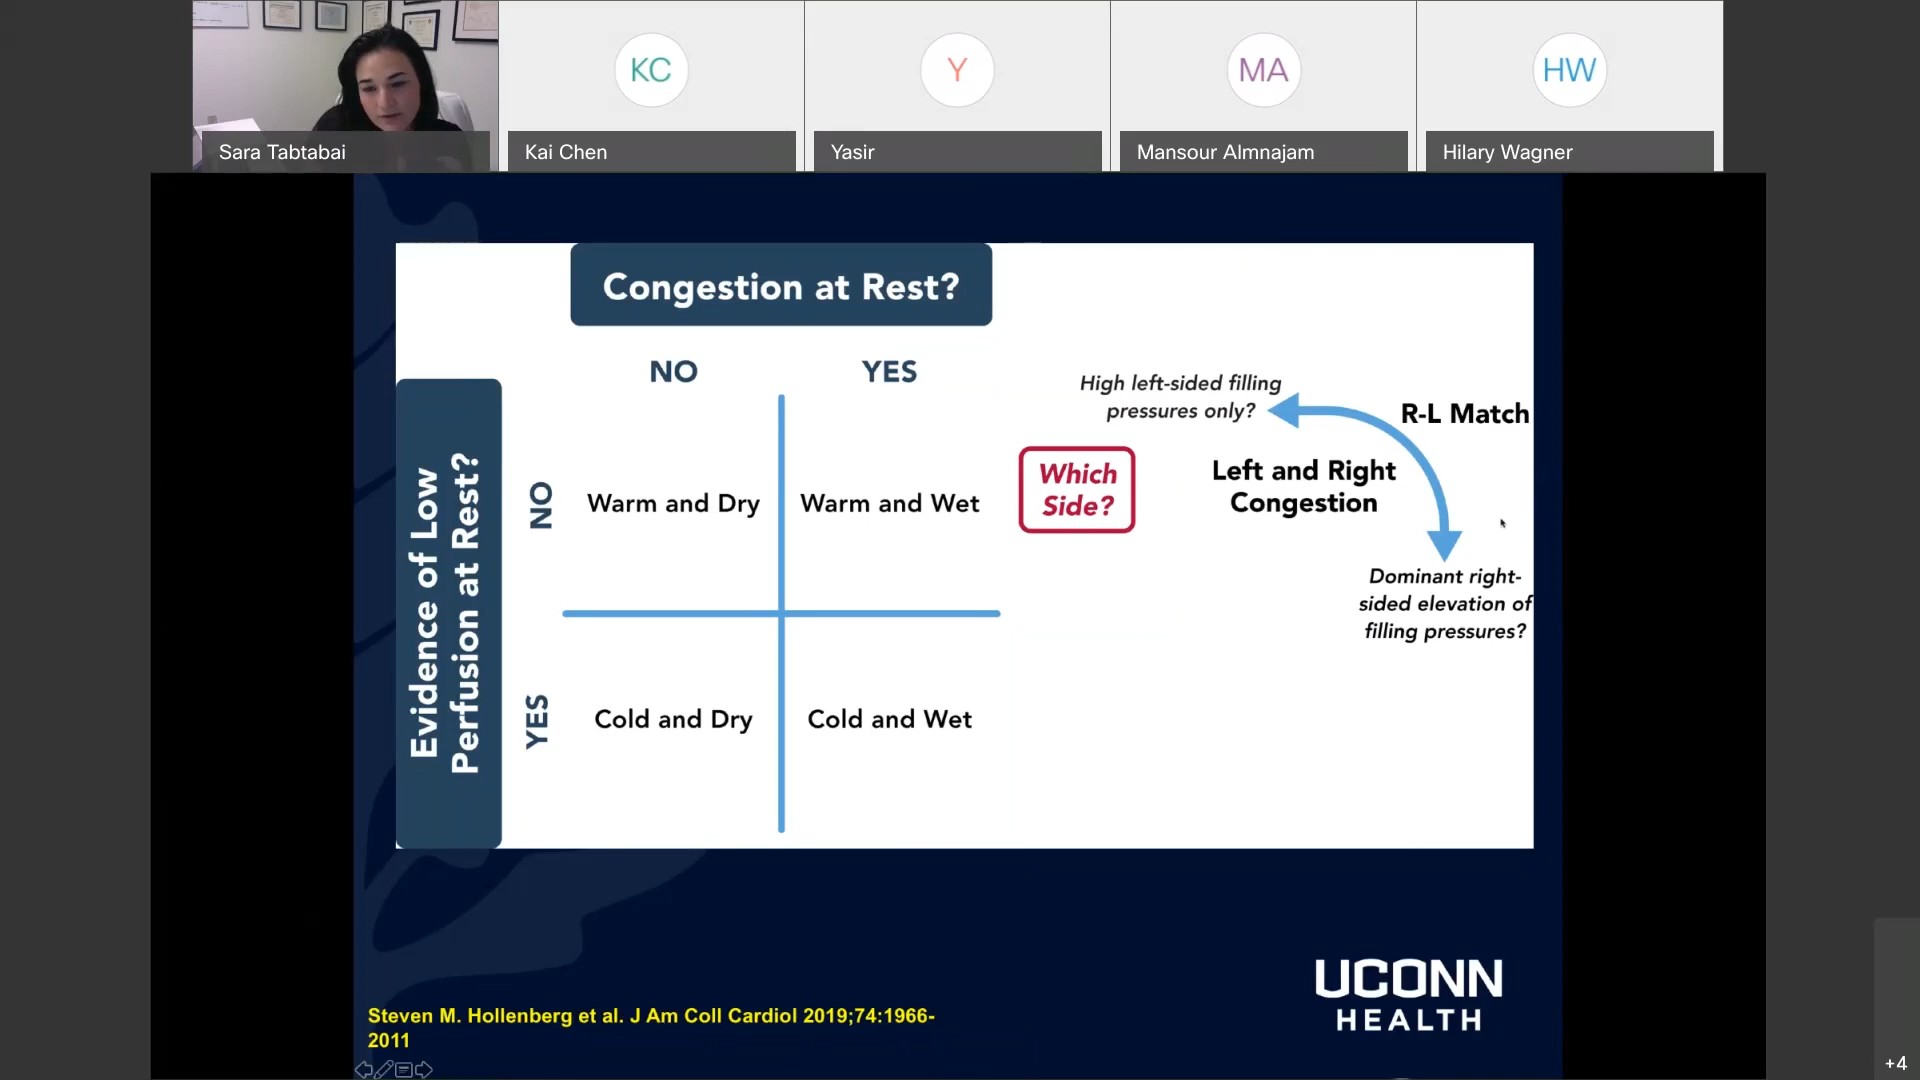 KC
Y
MA
HW
Sara Tabtabai
Kai Chen
Yasir
Mansour Almnajam
Hilary Wagner
Congestion at Rest?
NO
YES
Evidence of Low
Perfusion at Rest?
NO
Warm and Dry
Warm and Wet
YES
Cold and Dry
Cold and Wet
Which
Side?
High left-sided filling
pressures only?
R-L Match
Left and Right
Congestion
Dominant right-
sided elevation of
filling pressures?
Steven M. Hollenberg et al. J Am Coll Cardiol 2019;74:1966-
2011
UCONN
HEALTH
+4